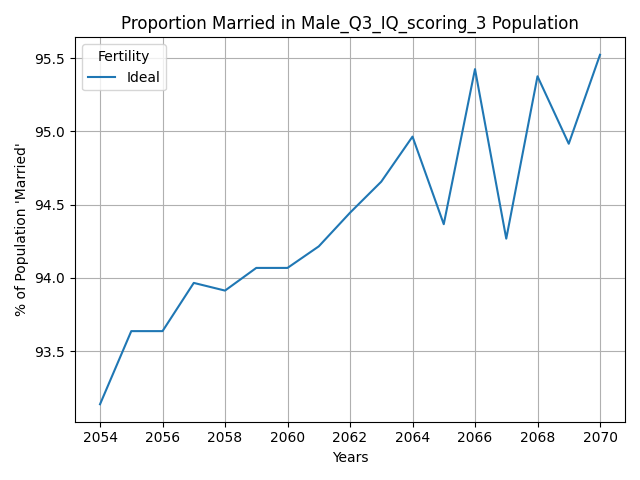 Proportion Married in Male_Q3_IQ_scoring_3 Population
Fertility
Ideal
% of Population 'Married'
95.5
95.0
94.5
94.0
93.5
2054 2056 2058 2060 2062 2064 2066 2068 2070
Years